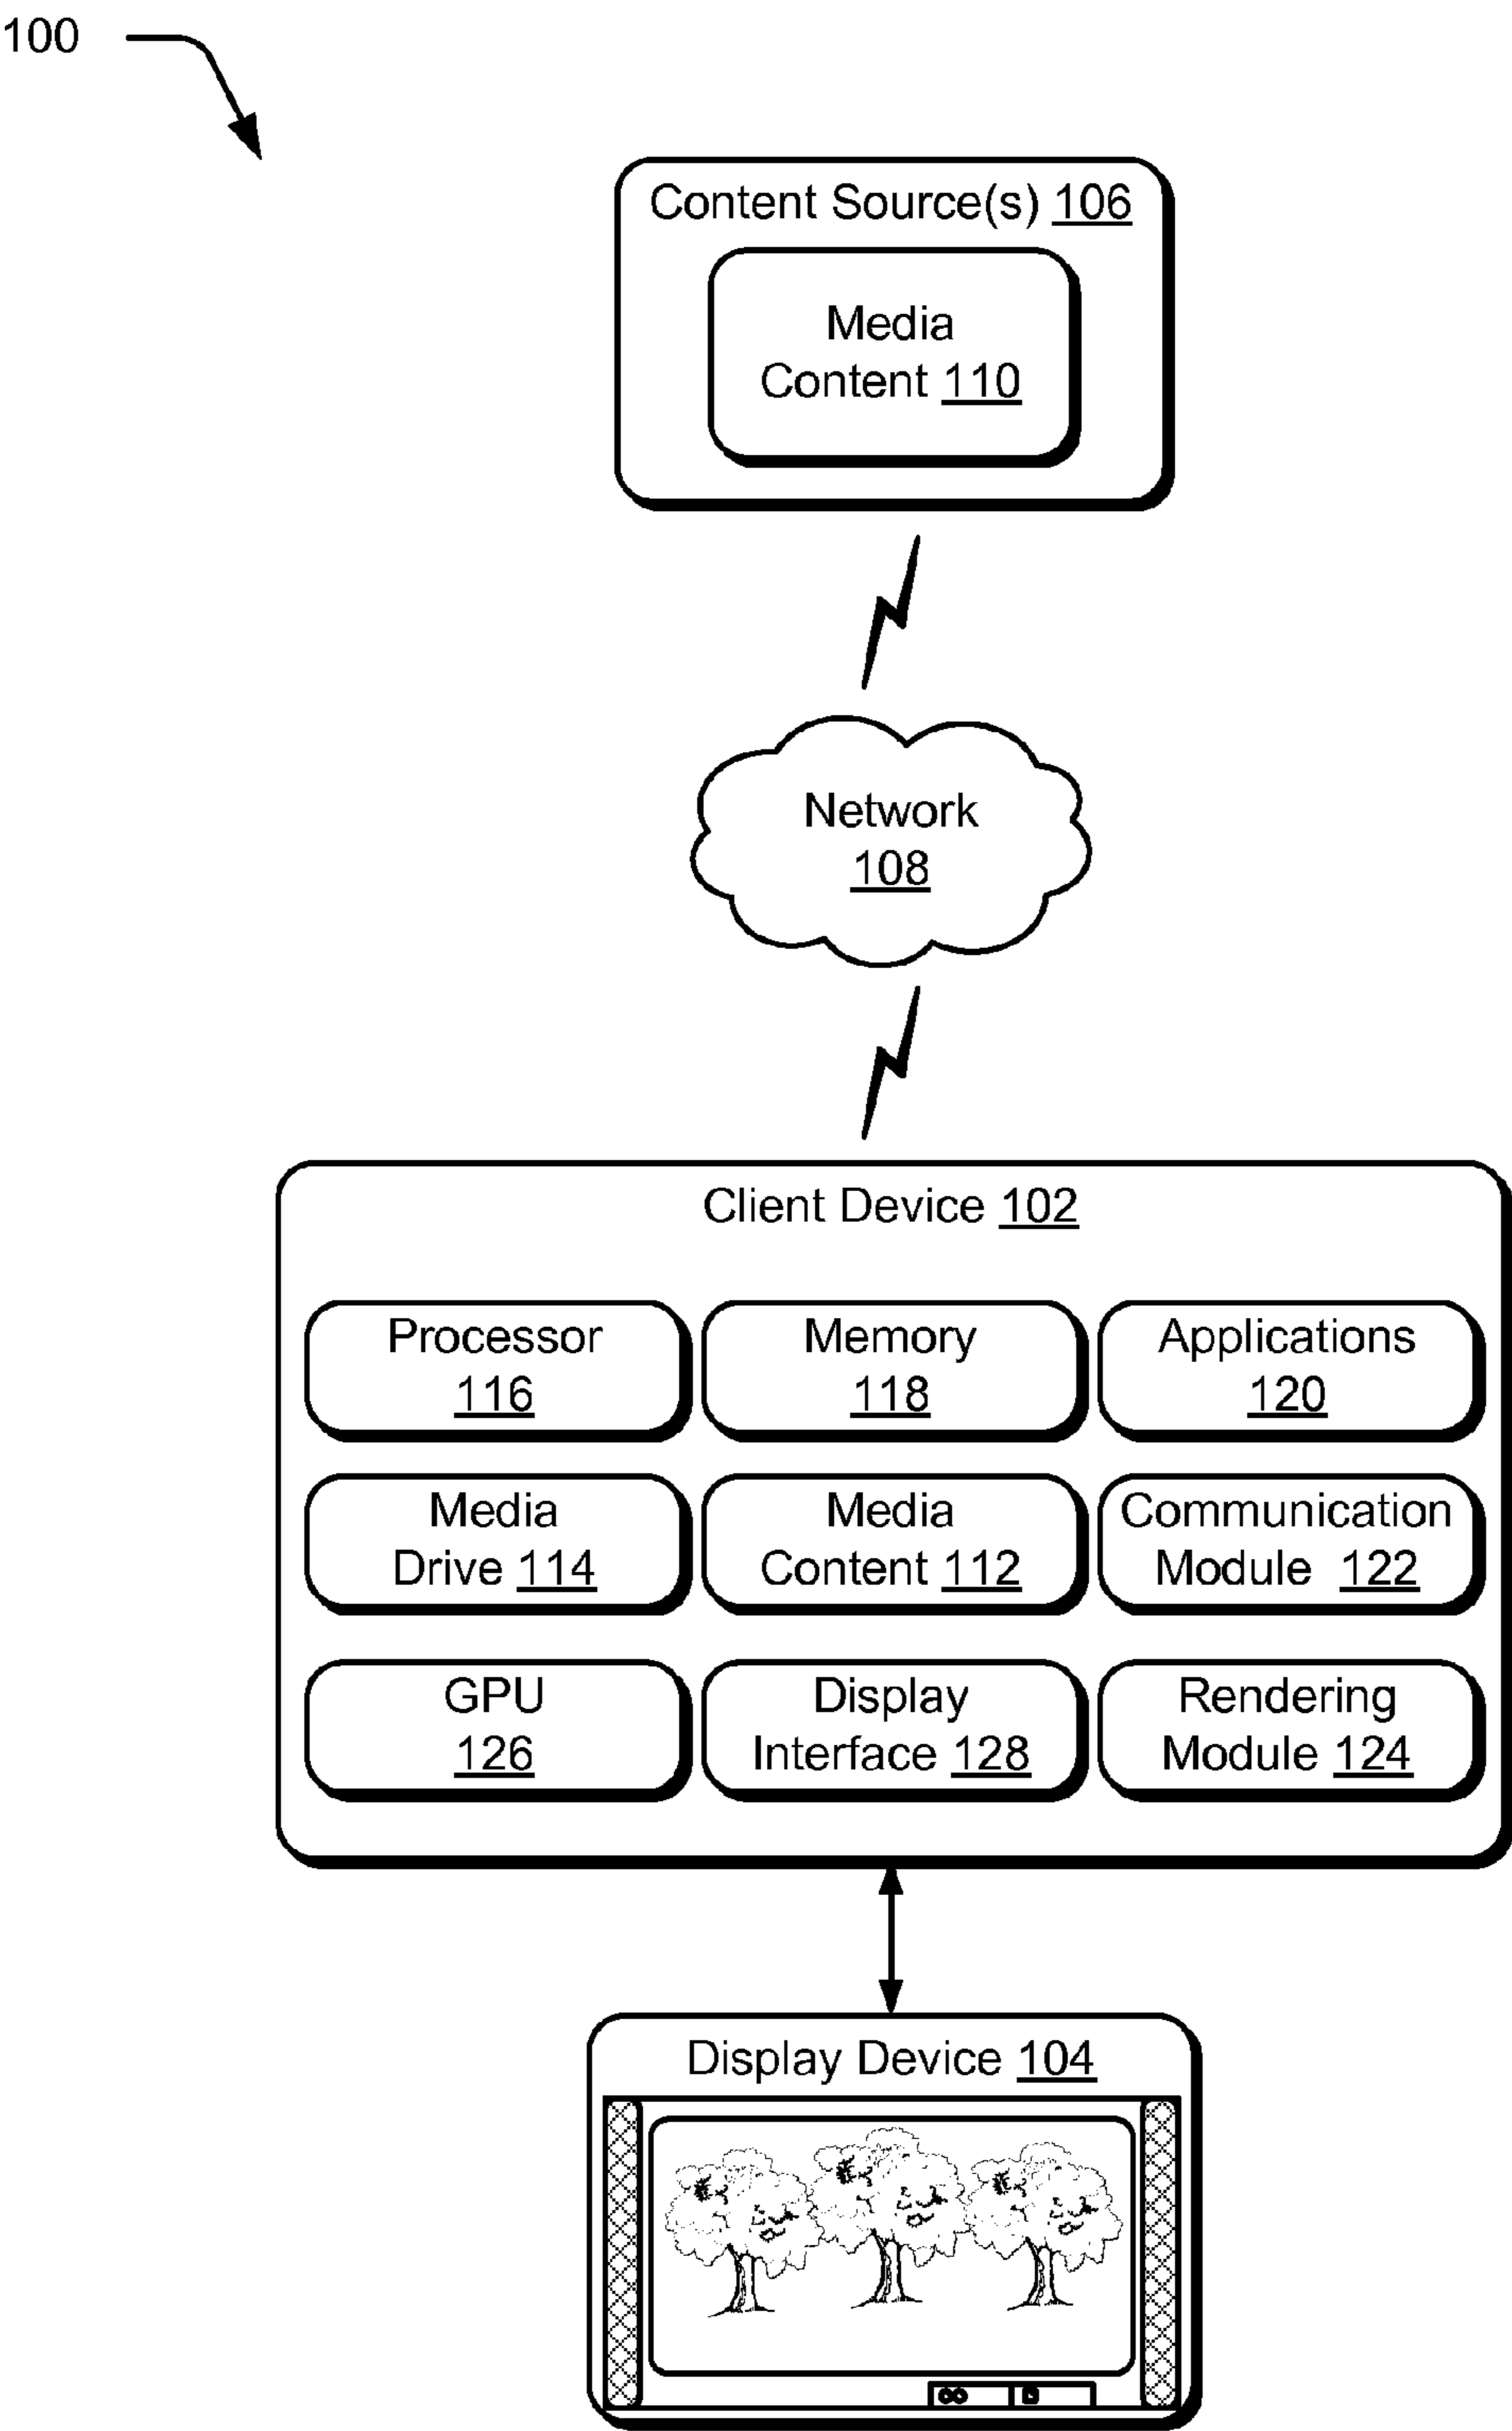 100
Content Source(s) 106
Media
Content 110
Network
108
Client Device 102
Processor
116
Memory
118
Applications
120
Media
Drive 114
Media
Content 112
Communication
Module 122
GPU
126
Display
Interface 128
Rendering
Module 124
Display Device 104